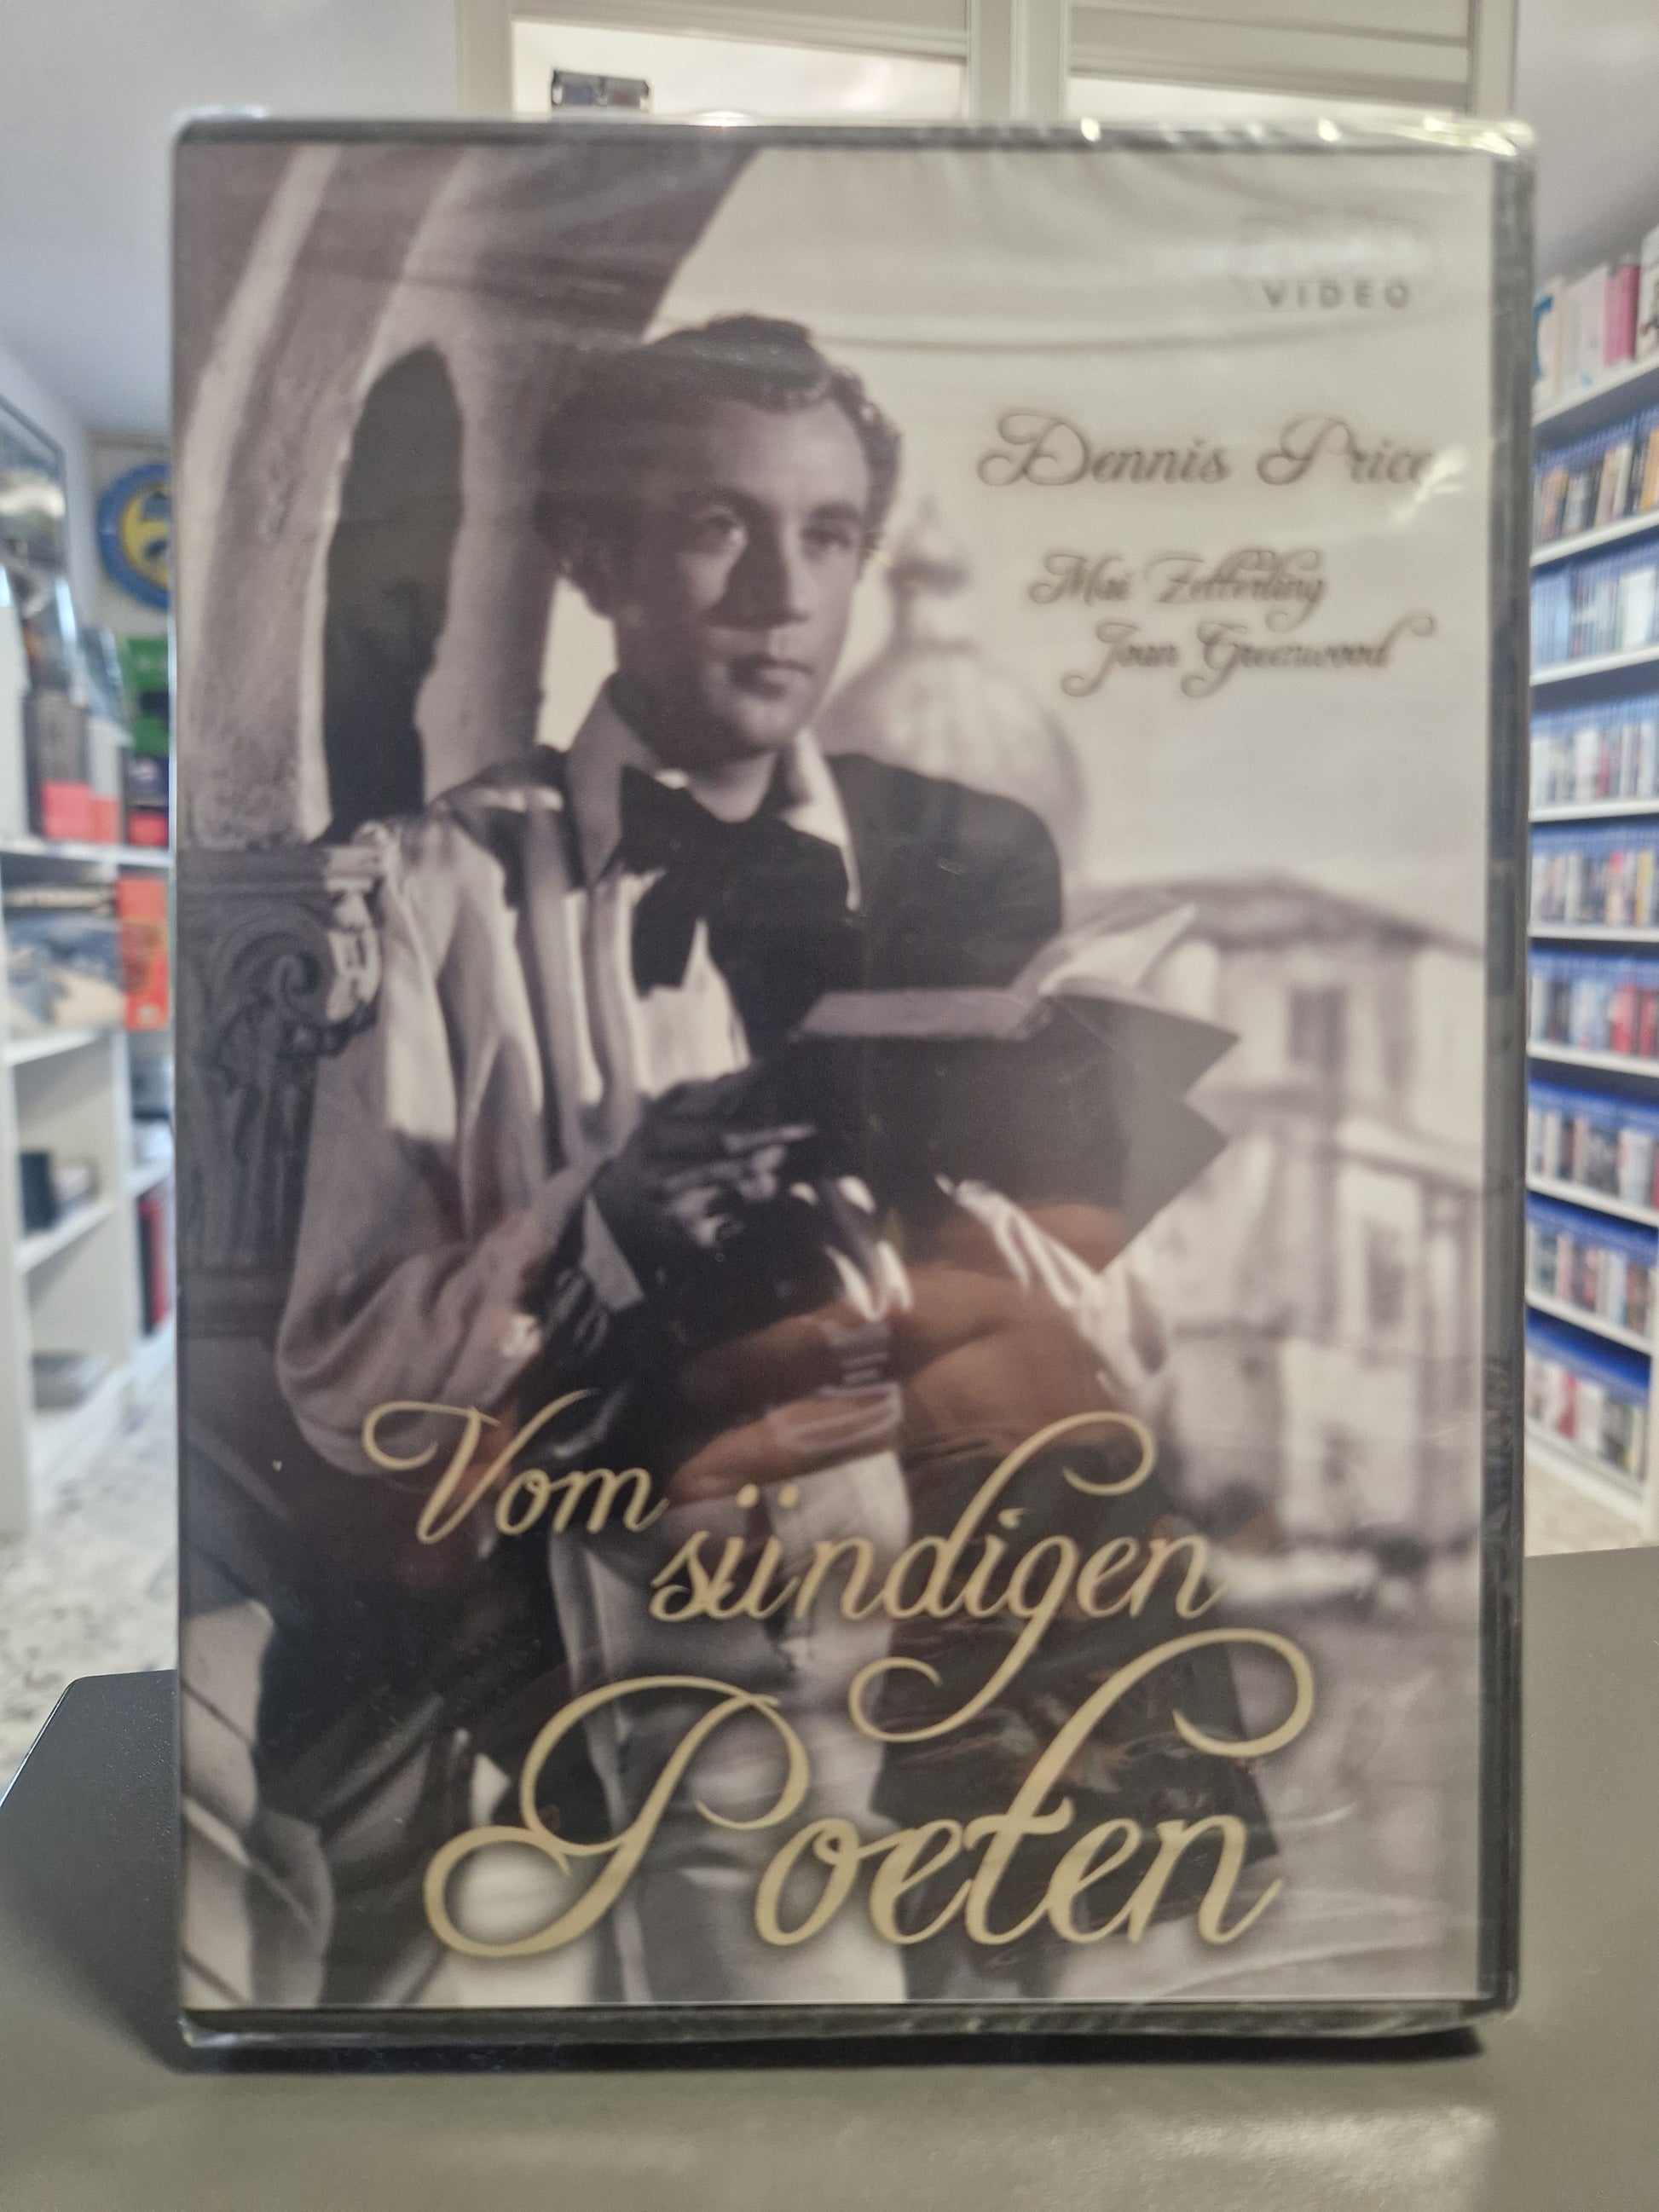 VIDEO
Dennis Price
Mai Zetterling
Joan Greenwood
Vom
sündigen
Poeten